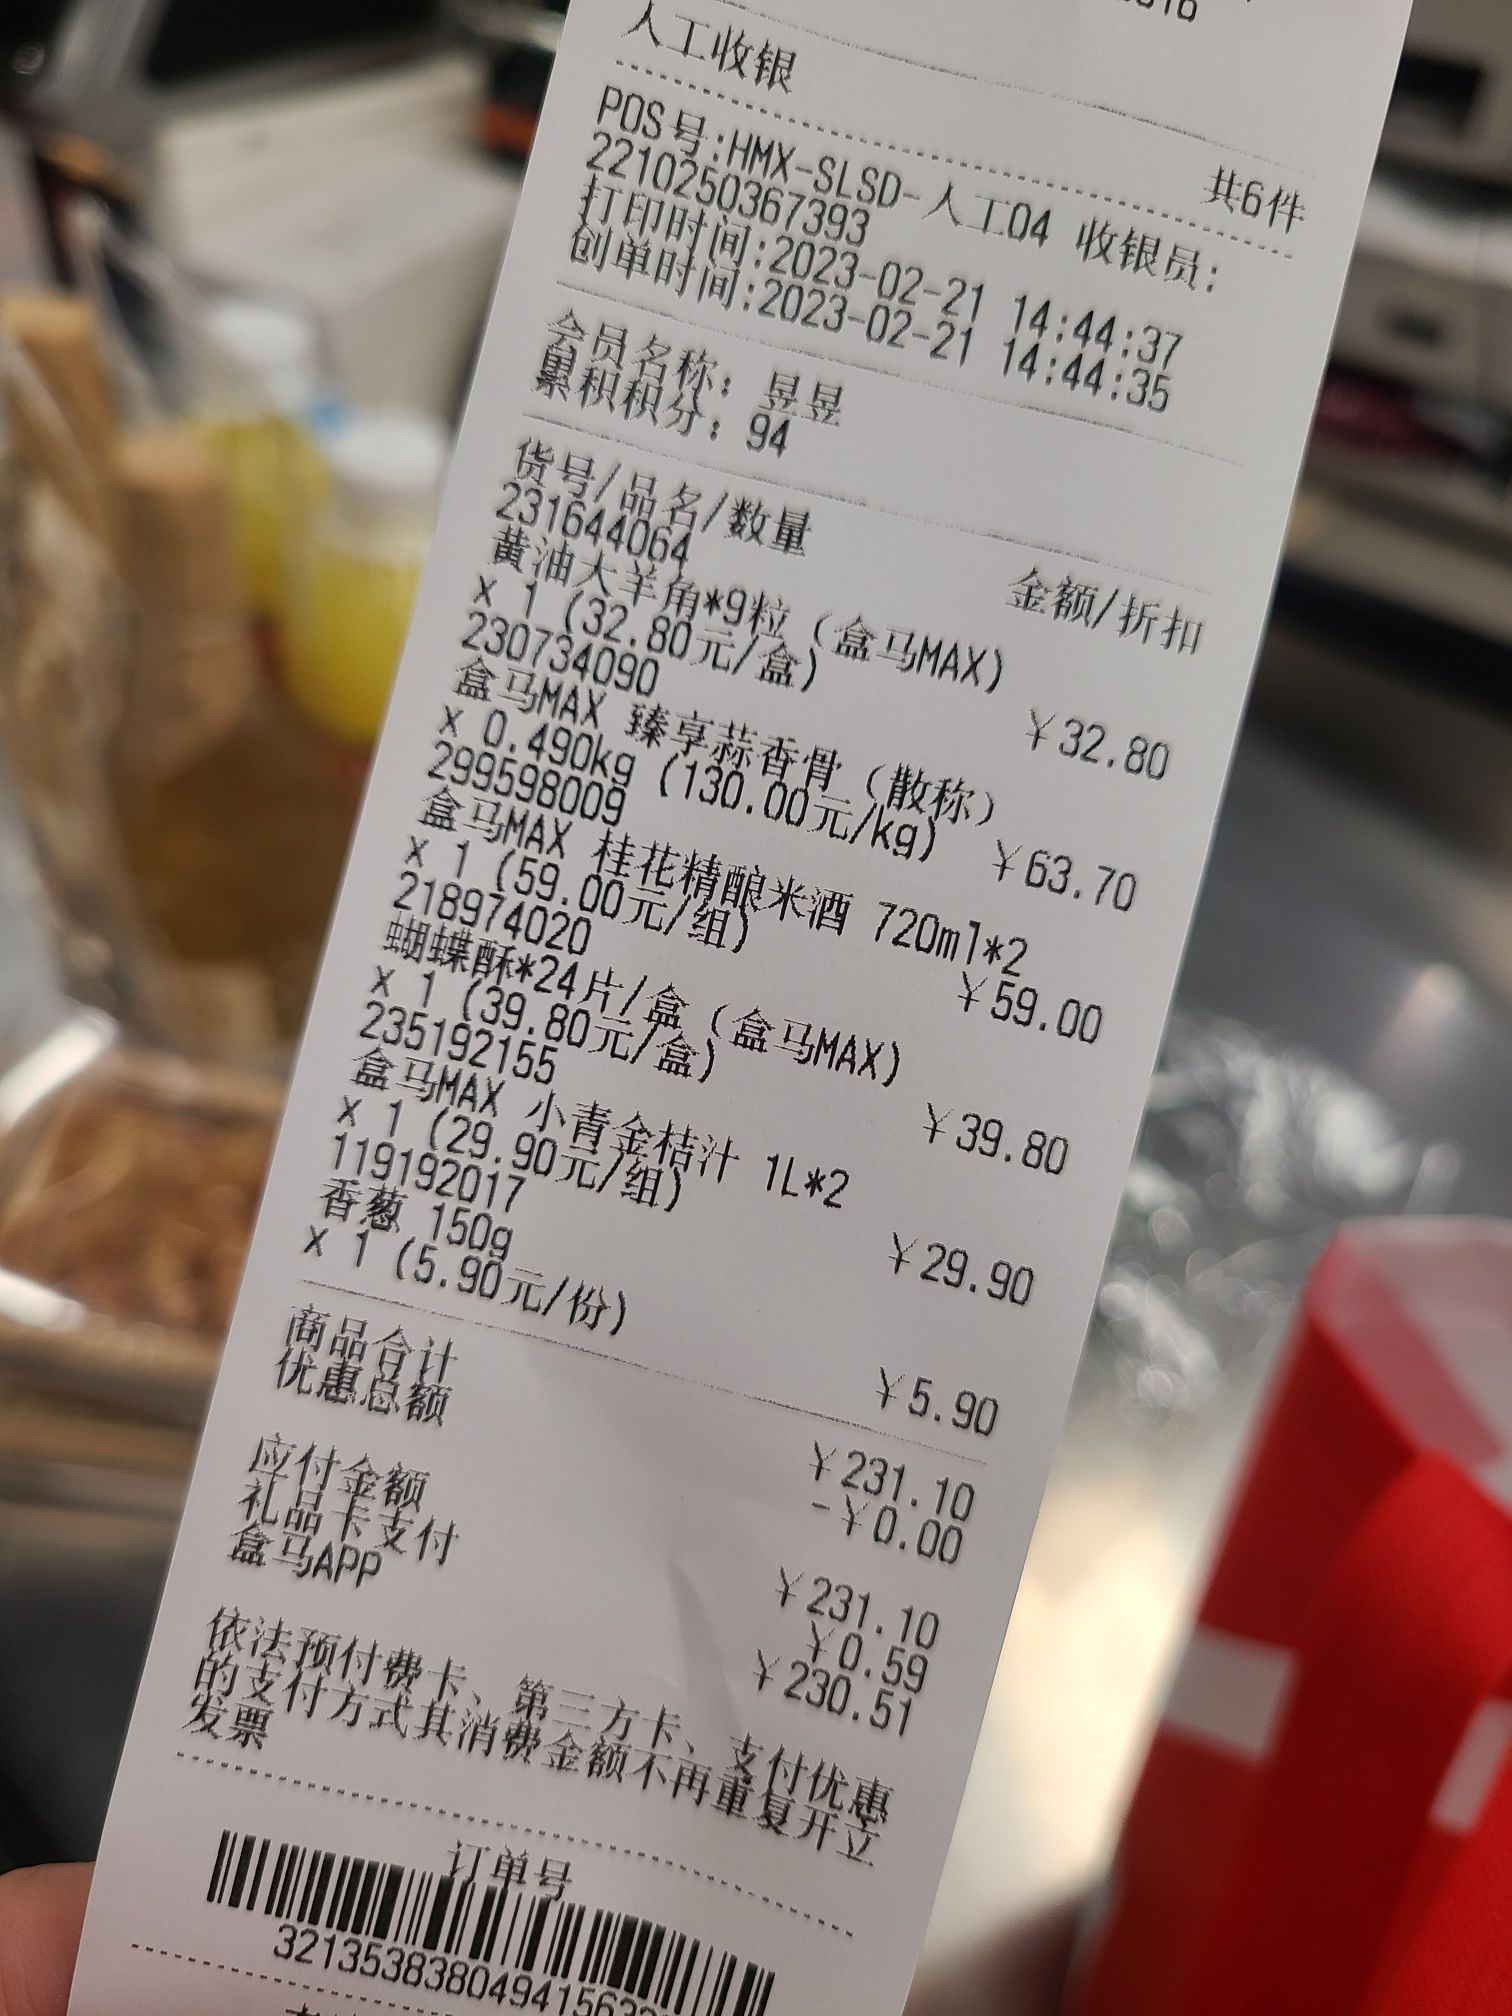 人工收银
共6件
POS号:HMX-SLSD-人工04 收银员:
2210250367393
打印时间:2023-02-21 14:44:37
创单时间:2023-02-21 14:44:35
会员名称: 昱昱
累积积分: 94
货号/品名/数量 金额/折扣
231644064
黄油大羊角*9粒（盒马MAX）
x 1 (32.80元/盒) ￥32.80
230734090
盒马MAX 臻享蒜香骨（散称）
x 0.490kg (130.00元/kg) ￥63.70
299598009
盒马MAX 桂花精酿米酒 720ml*2
x 1 (59.00元/组) ￥59.00
218974020
蝴蝶酥*24片/盒（盒马MAX）
x 1 (39.80元/盒) ￥39.80
235192155
盒马MAX 小青金桔汁 1L*2
x 1 (29.90元/组) ￥29.90
119192017
香葱 150g
x 1 (5.90元/份) ￥5.90
商品合计 ￥231.10
优惠总额 -￥0.00
应付金额 ￥231.10
礼品卡支付 ￥0.59
盒马APP ￥230.51
依法预付费卡、第三方卡、支付优惠
的支付方式其消费金额不再重复开立
发票
订单号